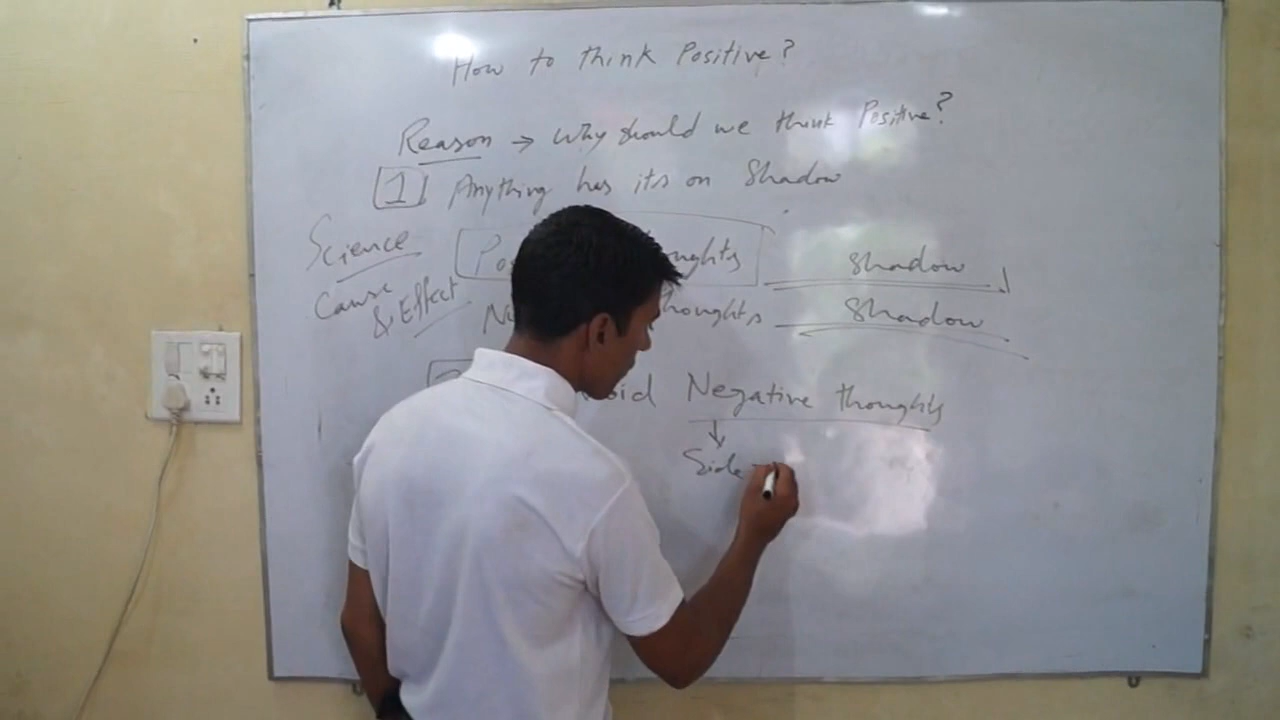 How to think Positive?
Reason → Why should we think Positive?
1 Anything has its on Shadow
Science
Cause & Effect
thoughts shadow
thoughts shadow
Negative thoughts
↓
Side